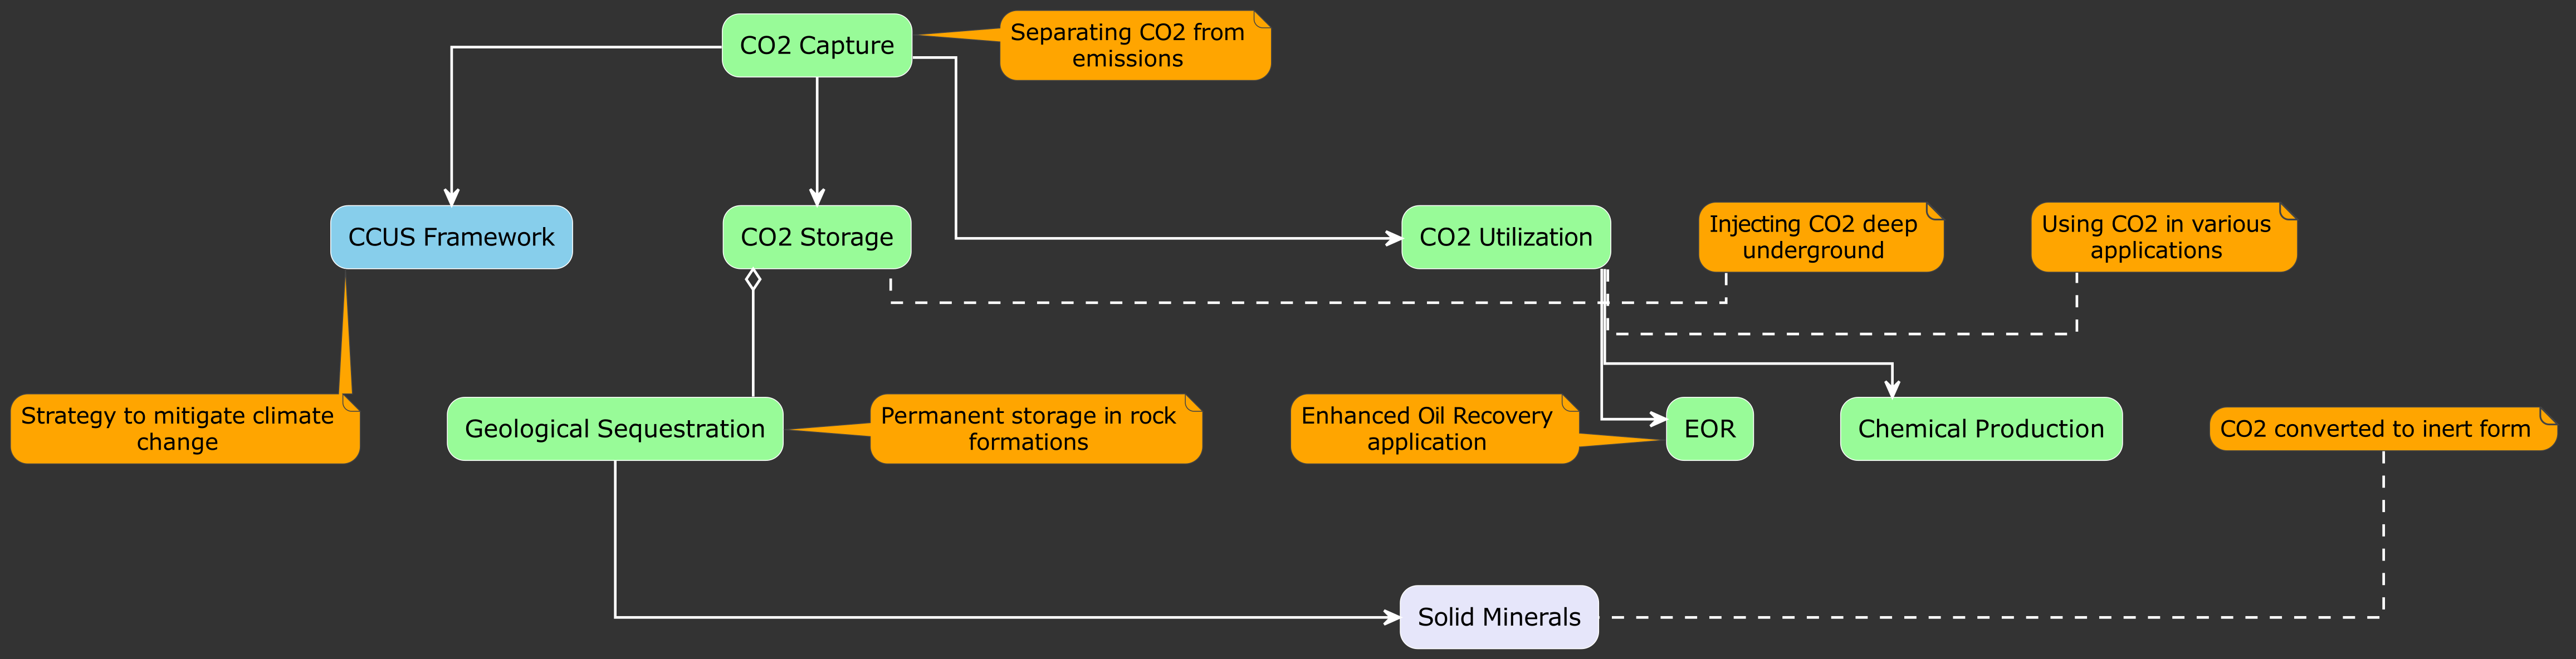 CO2 Capture
Separating CO2 from
emissions
CCUS Framework
CO2 Storage
CO2 Utilization
Injecting CO2 deep
underground
Using CO2 in various
applications
Strategy to mitigate climate
change
Geological Sequestration
Permanent storage in rock
formations
Enhanced Oil Recovery
application
EOR
Chemical Production
CO2 converted to inert form
Solid Minerals